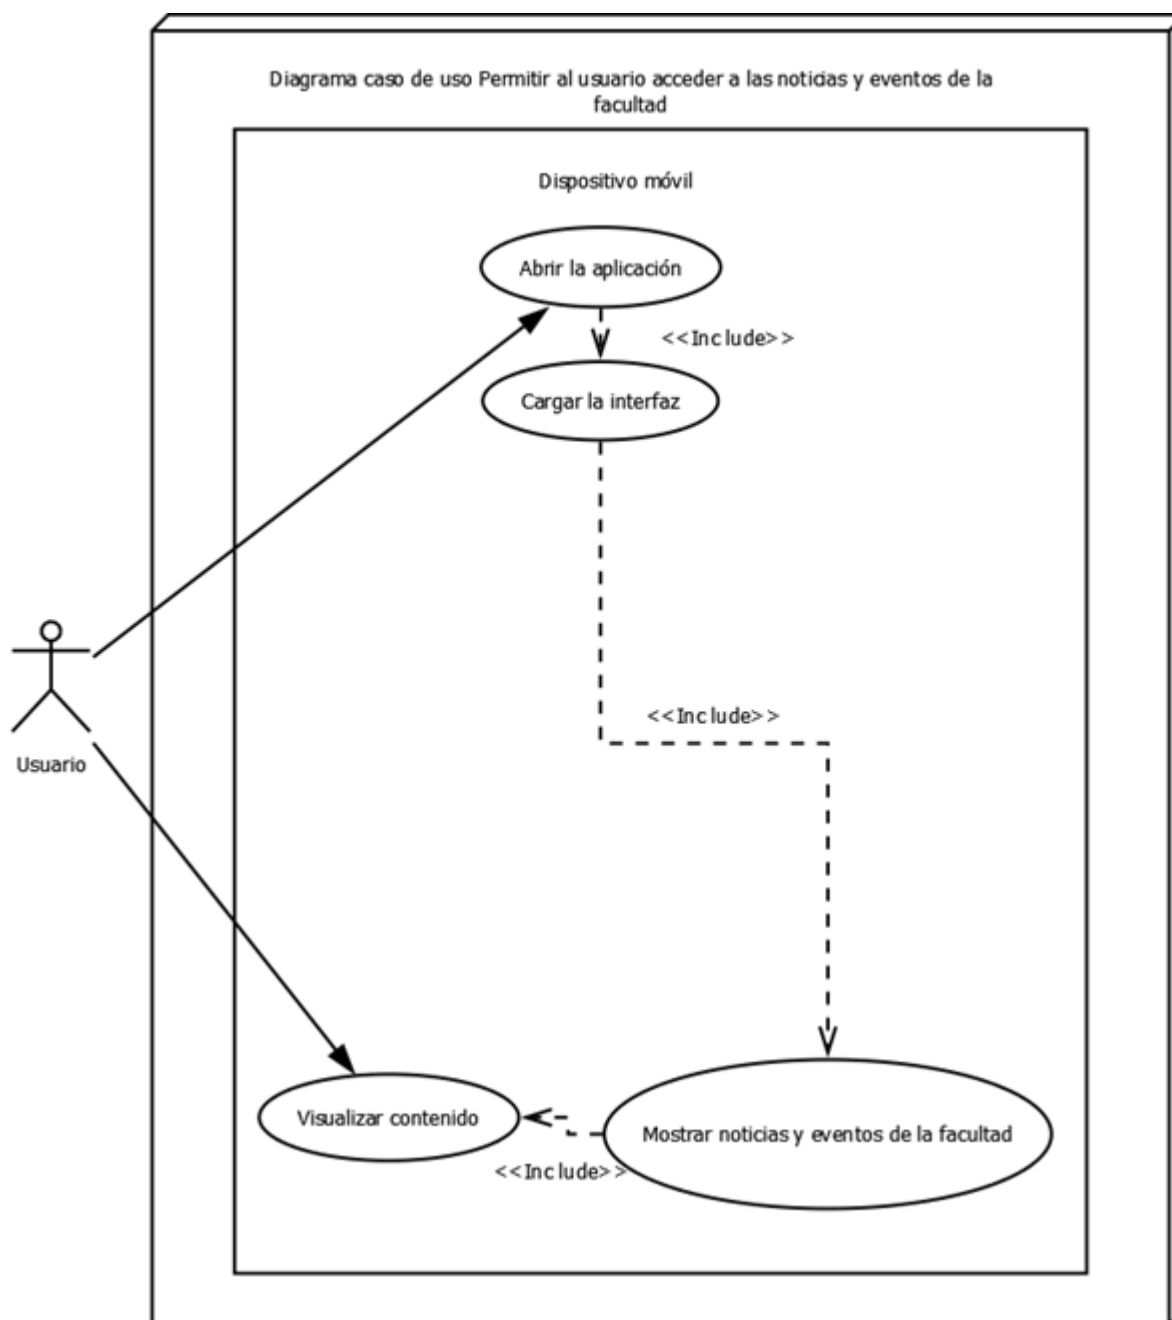 Diagrama caso de uso Permitir al usuario acceder a las noticias y eventos de la
facultad
Dispositivo móvil
Abrir la aplicación
<<Include>>
Cargar la interfaz
<<Include>>
Usuario
Visualizar contenido
Mostrar noticias y eventos de la facultad
<<Include>>